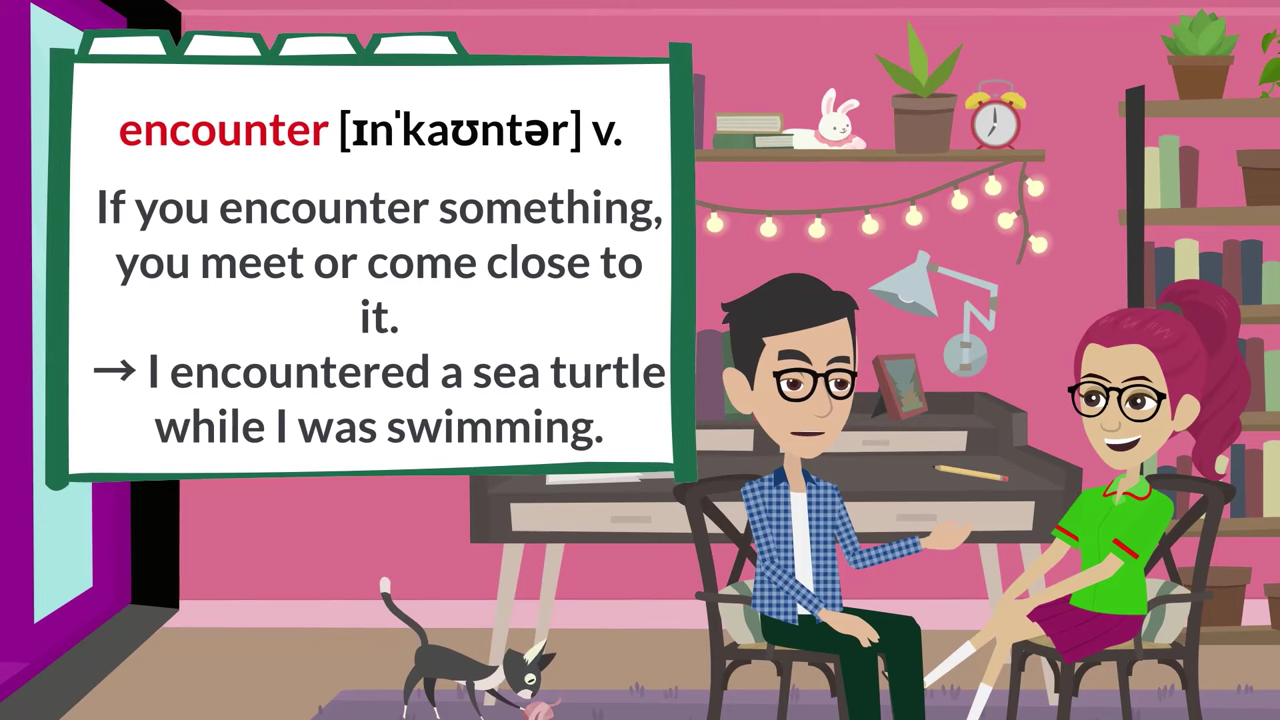 encounter [ɪnˈkaʊntər] v.
If you encounter something,
you meet or come close to
it.
→ I encountered a sea turtle
while I was swimming.